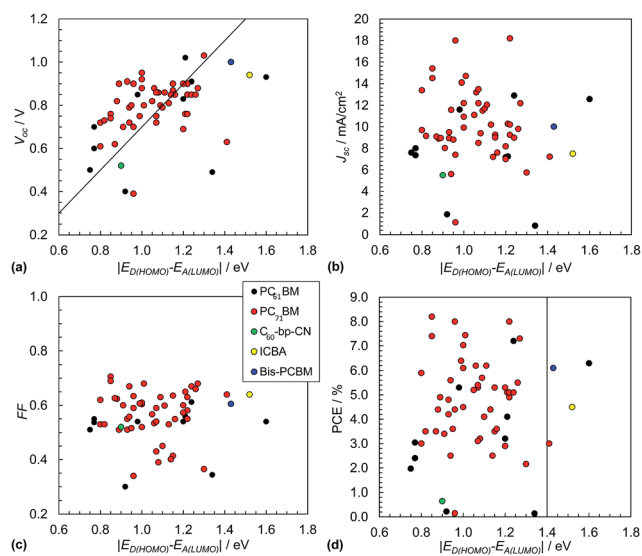 (a)
V_oc / V
1.2
1.0
0.8
0.6
0.4
0.2
0.6 0.8 1.0 1.2 1.4 1.6 1.8
|E_D(HOMO)-E_A(LUMO)| / eV
(b)
J_sc / mA/cm²
20
18
16
14
12
10
8
6
4
2
0
0.6 0.8 1.0 1.2 1.4 1.6 1.8
|E_D(HOMO)-E_A(LUMO)| / eV
PC₆₁BM
PC₇₁BM
C₆₀-bp-CN
ICBA
Bis-PCBM
(c)
FF
1.0
0.8
0.6
0.4
0.2
0.6 0.8 1.0 1.2 1.4 1.6 1.8
|E_D(HOMO)-E_A(LUMO)| / eV
(d)
PCE / %
9.0
8.0
7.0
6.0
5.0
4.0
3.0
2.0
1.0
0.0
0.6 0.8 1.0 1.2 1.4 1.6 1.8
|E_D(HOMO)-E_A(LUMO)| / eV